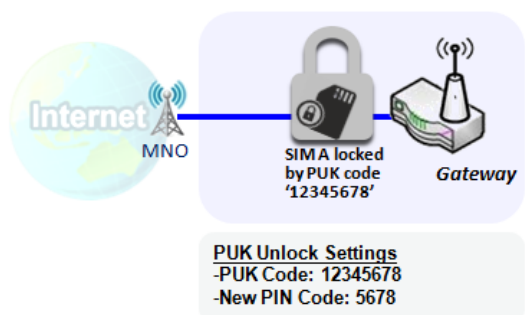 Internet
MNO
SIM A locked
by PUK code
'12345678'
Gateway
PUK Unlock Settings
-PUK Code: 12345678
-New PIN Code: 5678